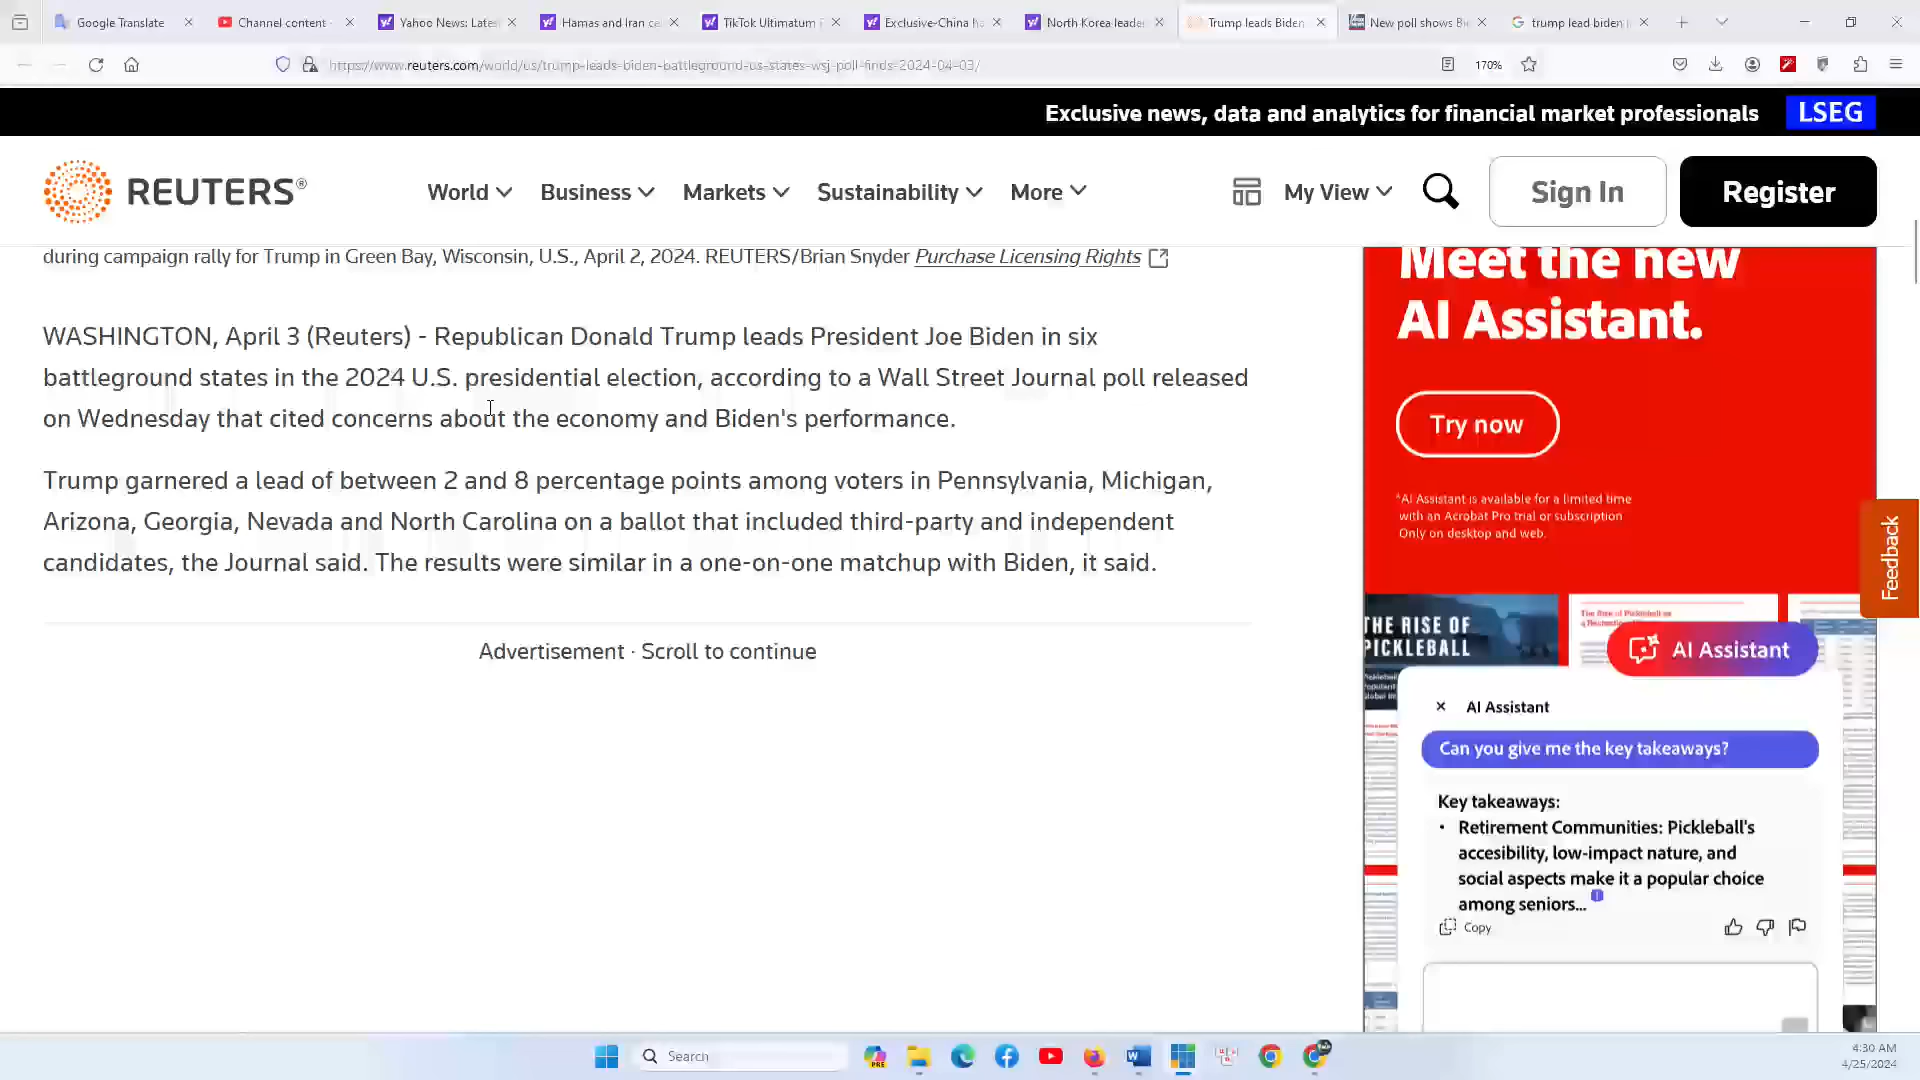 Google Translate
Channel content -
Yahoo News: Lates
Hamas and Iran ce
TikTok Ultimatum
Exclusive-China ha
North Korea leade
Trump leads Biden
New poll shows Bi
trump lead biden
https://www.reuters.com/world/us/trump-leads-biden-battleground-us-states-wsj-poll-finds-2024-04-03/
170%
Exclusive news, data and analytics for financial market professionals LSEG
REUTERS®
World
Business
Markets
Sustainability
More
My View
Sign In
Register
during campaign rally for Trump in Green Bay, Wisconsin, U.S., April 2, 2024. REUTERS/Brian Snyder Purchase Licensing Rights
WASHINGTON, April 3 (Reuters) - Republican Donald Trump leads President Joe Biden in six
battleground states in the 2024 U.S. presidential election, according to a Wall Street Journal poll released
on Wednesday that cited concerns about the economy and Biden's performance.
Trump garnered a lead of between 2 and 8 percentage points among voters in Pennsylvania, Michigan,
Arizona, Georgia, Nevada and North Carolina on a ballot that included third-party and independent
candidates, the Journal said. The results were similar in a one-on-one matchup with Biden, it said.
Advertisement · Scroll to continue
Meet the new
AI Assistant.
Try now
*AI Assistant is available for a limited time
with an Acrobat Pro trial or subscription
Only on desktop and web.
Feedback
THE RISE OF
PICKLEBALL
The Rise of Pickleball as
AI Assistant
AI Assistant
Can you give me the key takeaways?
Key takeaways:
• Retirement Communities: Pickleball's
accesibility, low-impact nature, and
social aspects make it a popular choice
among seniors...
Copy
Search
4:30 AM
4/25/2024